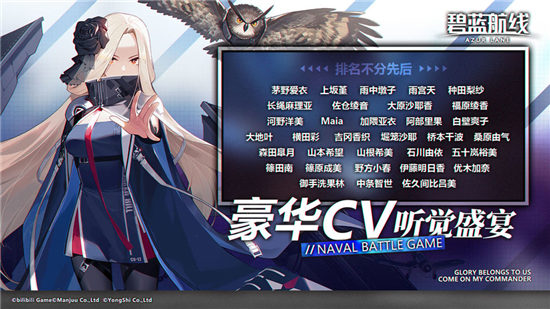 碧蓝航线
AZUR LANE
排名不分先后
茅野爱衣 上坂堇 雨中墩子 雨宫天 种田梨纱
长绳麻理亚 佐仓绫音 大原沙耶香 福原绫香
河野洋美 Maia 加隈亚衣 阿部里果 白壁爽子
大地叶 横田彩 吉冈香织 堀笼沙耶 桥本千波 桑原由气
森田皐月 山本希望 山根希美 石川由依 五十岚裕美
篠田南 篠原成美 野方小春 伊藤明日香 优木加奈
御手洗果林 中条智世 佐久间比吕美
豪华CV听觉盛宴
// NAVAL BATTLE GAME
GLORY BELONGS TO US
COME ON MY COMMANDER
©bilibili Game©Manjuu Co.,Ltd ©YongShi Co.,Ltd